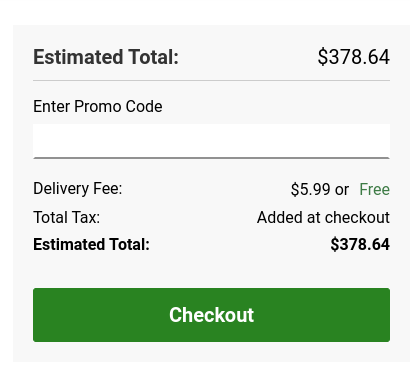 Estimated Total: $378.64
Enter Promo Code
Delivery Fee: $5.99 or Free
Total Tax: Added at checkout
Estimated Total: $378.64
Checkout